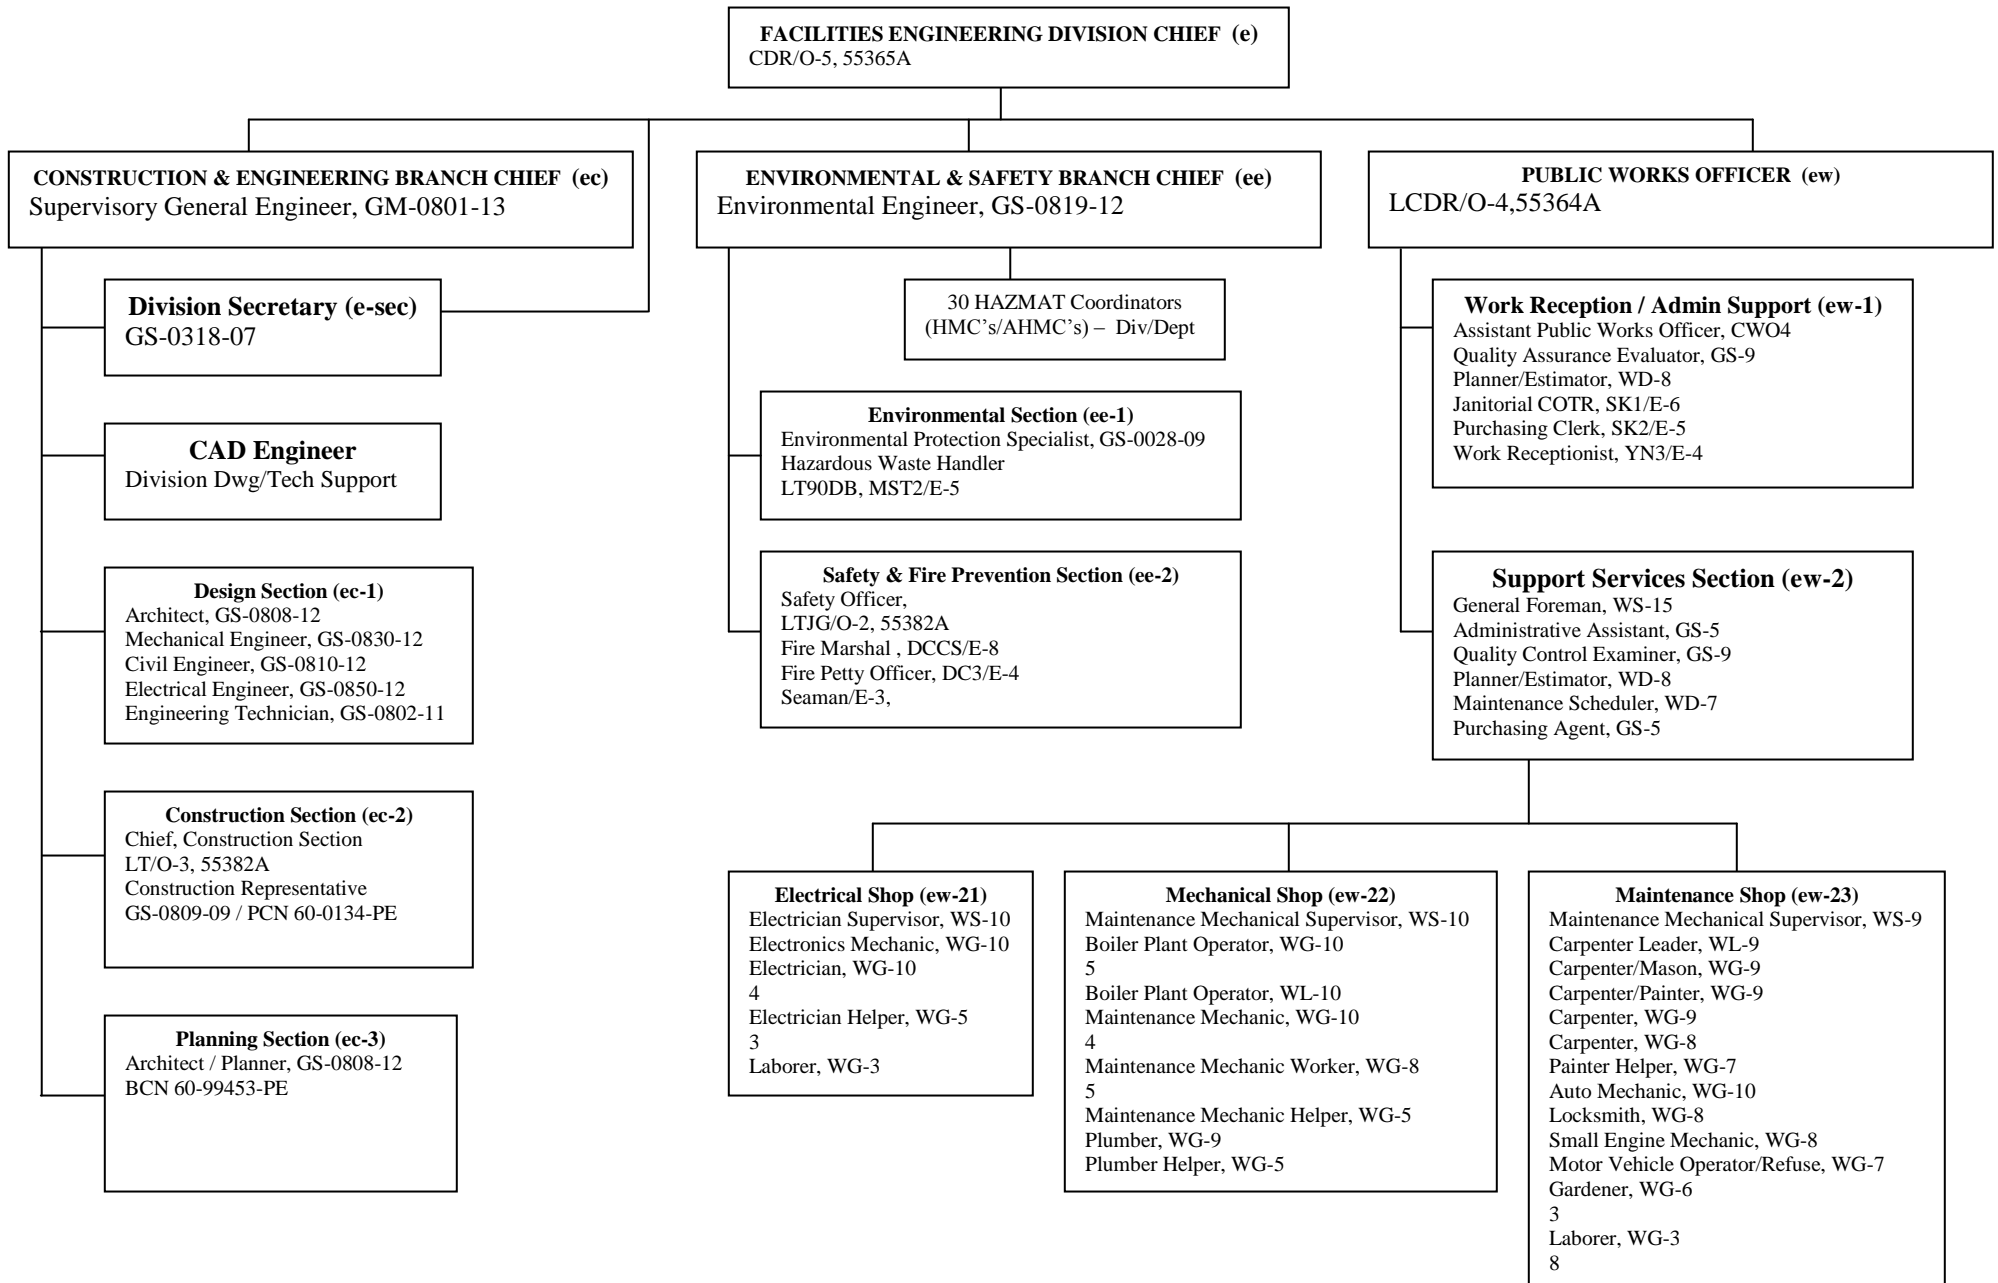 FACILITIES ENGINEERING DIVISION CHIEF (e)
CDR/O-5, 55365A
CONSTRUCTION & ENGINEERING BRANCH CHIEF (ec)
Supervisory General Engineer, GM-0801-13
ENVIRONMENTAL & SAFETY BRANCH CHIEF (ee)
Environmental Engineer, GS-0819-12
PUBLIC WORKS OFFICER (ew)
LCDR/O-4,55364A
Division Secretary (e-sec)
GS-0318-07
CAD Engineer
Division Dwg/Tech Support
Design Section (ec-1)
Architect, GS-0808-12
Mechanical Engineer, GS-0830-12
Civil Engineer, GS-0810-12
Electrical Engineer, GS-0850-12
Engineering Technician, GS-0802-11
Construction Section (ec-2)
Chief, Construction Section
LT/O-3, 55382A
Construction Representative
GS-0809-09 / PCN 60-0134-PE
Planning Section (ec-3)
Architect / Planner, GS-0808-12
BCN 60-99453-PE
30 HAZMAT Coordinators
(HMC's/AHMC's) – Div/Dept
Environmental Section (ee-1)
Environmental Protection Specialist, GS-0028-09
Hazardous Waste Handler
LT90DB, MST2/E-5
Safety & Fire Prevention Section (ee-2)
Safety Officer,
LTJG/O-2, 55382A
Fire Marshal , DCCS/E-8
Fire Petty Officer, DC3/E-4
Seaman/E-3,
Work Reception / Admin Support (ew-1)
Assistant Public Works Officer, CWO4
Quality Assurance Evaluator, GS-9
Planner/Estimator, WD-8
Janitorial COTR, SK1/E-6
Purchasing Clerk, SK2/E-5
Work Receptionist, YN3/E-4
Support Services Section (ew-2)
General Foreman, WS-15
Administrative Assistant, GS-5
Quality Control Examiner, GS-9
Planner/Estimator, WD-8
Maintenance Scheduler, WD-7
Purchasing Agent, GS-5
Electrical Shop (ew-21)
Electrician Supervisor, WS-10
Electronics Mechanic, WG-10
Electrician, WG-10
4
Electrician Helper, WG-5
3
Laborer, WG-3
Mechanical Shop (ew-22)
Maintenance Mechanical Supervisor, WS-10
Boiler Plant Operator, WG-10
5
Boiler Plant Operator, WL-10
Maintenance Mechanic, WG-10
4
Maintenance Mechanic Worker, WG-8
5
Maintenance Mechanic Helper, WG-5
Plumber, WG-9
Plumber Helper, WG-5
Maintenance Shop (ew-23)
Maintenance Mechanical Supervisor, WS-9
Carpenter Leader, WL-9
Carpenter/Mason, WG-9
Carpenter/Painter, WG-9
Carpenter, WG-9
Carpenter, WG-8
Painter Helper, WG-7
Auto Mechanic, WG-10
Locksmith, WG-8
Small Engine Mechanic, WG-8
Motor Vehicle Operator/Refuse, WG-7
Gardener, WG-6
3
Laborer, WG-3
8